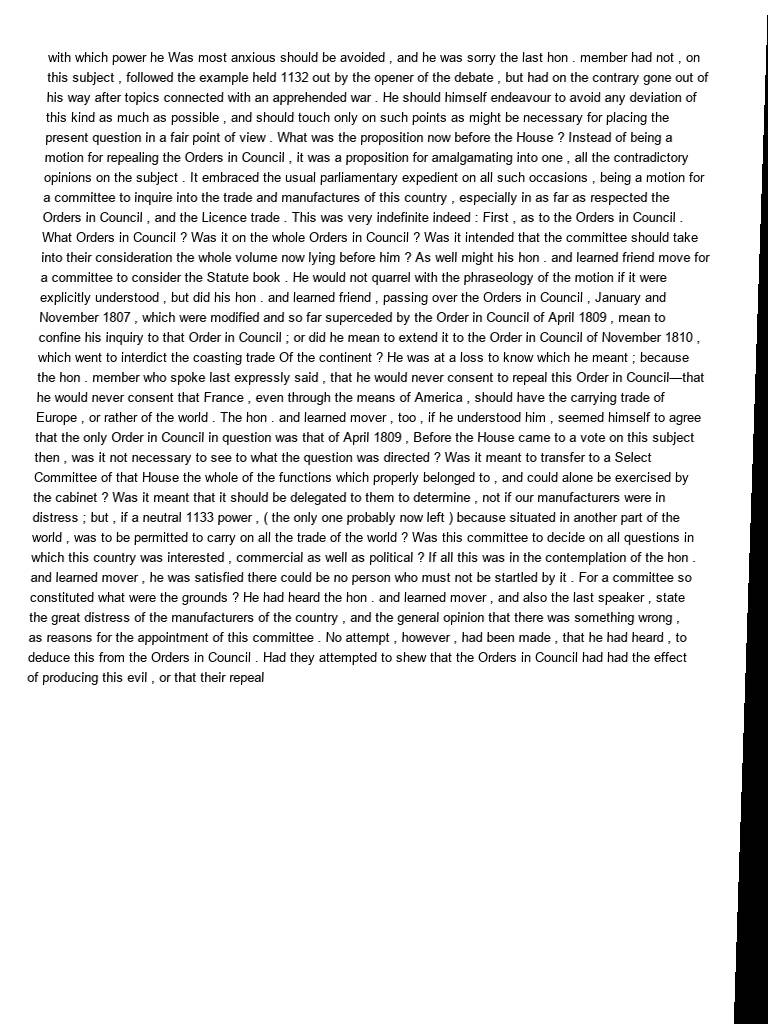 with which power he Was most anxious should be avoided , and he was sorry the last hon . member had not , on
this subject , followed the example held 1132 out by the opener of the debate , but had on the contrary gone out of
his way after topics connected with an apprehended war . He should himself endeavour to avoid any deviation of
this kind as much as possible , and should touch only on such points as might be necessary for placing the
present question in a fair point of view . What was the proposition now before the House ? Instead of being a
motion for repealing the Orders in Council , it was a proposition for amalgamating into one , all the contradictory
opinions on the subject . It embraced the usual parliamentary expedient on all such occasions , being a motion for
a committee to inquire into the trade and manufactures of this country , especially in as far as respected the
Orders in Council , and the Licence trade . This was very indefinite indeed : First , as to the Orders in Council .
What Orders in Council ? Was it on the whole Orders in Council ? Was it intended that the committee should take
into their consideration the whole volume now lying before him ? As well might his hon . and learned friend move for
a committee to consider the Statute book . He would not quarrel with the phraseology of the motion if it were
explicitly understood , but did his hon . and learned friend , passing over the Orders in Council , January and
November 1807 , which were modified and so far superceded by the Order in Council of April 1809 , mean to
confine his inquiry to that Order in Council ; or did he mean to extend it to the Order in Council of November 1810 ,
which went to interdict the coasting trade Of the continent ? He was at a loss to know which he meant ; because
the hon . member who spoke last expressly said , that he would never consent to repeal this Order in Council—that
he would never consent that France , even through the means of America , should have the carrying trade of
Europe , or rather of the world . The hon . and learned mover , too , if he understood him , seemed himself to agree
that the only Order in Council in question was that of April 1809 , Before the House came to a vote on this subject
then , was it not necessary to see to what the question was directed ? Was it meant to transfer to a Select
Committee of that House the whole of the functions which properly belonged to , and could alone be exercised by
the cabinet ? Was it meant that it should be delegated to them to determine , not if our manufacturers were in
distress ; but , if a neutral 1133 power , ( the only one probably now left ) because situated in another part of the
world , was to be permitted to carry on all the trade of the world ? Was this committee to decide on all questions in
which this country was interested , commercial as well as political ? If all this was in the contemplation of the hon .
and learned mover , he was satisfied there could be no person who must not be startled by it . For a committee so
constituted what were the grounds ? He had heard the hon . and learned mover , and also the last speaker , state
the great distress of the manufacturers of the country , and the general opinion that there was something wrong ,
as reasons for the appointment of this committee . No attempt , however , had been made , that he had heard , to
deduce this from the Orders in Council . Had they attempted to shew that the Orders in Council had had the effect
of producing this evil , or that their repeal